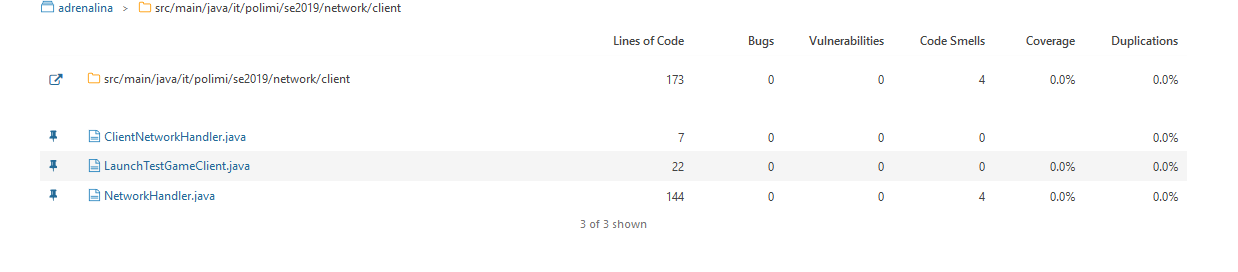 adrenalina > src/main/java/it/polimi/se2019/network/client
Lines of Code Bugs Vulnerabilities Code Smells Coverage Duplications
src/main/java/it/polimi/se2019/network/client 173 0 0 4 0.0% 0.0%
ClientNetworkHandler.java 7 0 0 0 0.0%
LaunchTestGameClient.java 22 0 0 0 0.0% 0.0%
NetworkHandler.java 144 0 0 4 0.0% 0.0%
3 of 3 shown